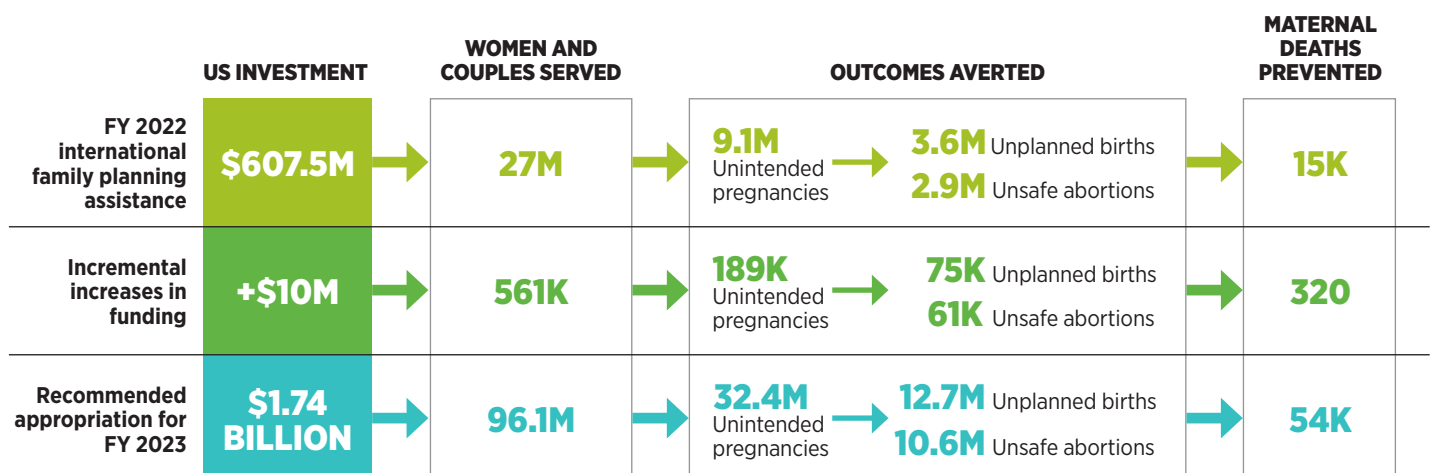 US INVESTMENT
WOMEN AND
COUPLES SERVED
OUTCOMES AVERTED
MATERNAL
DEATHS
PREVENTED
FY 2022
international
family planning
assistance
$607.5M
27M
9.1M
Unintended
pregnancies
3.6M Unplanned births
2.9M Unsafe abortions
15K
Incremental
increases in
funding
+$10M
561K
189K
Unintended
pregnancies
75K Unplanned births
61K Unsafe abortions
320
Recommended
appropriation for
FY 2023
$1.74
BILLION
96.1M
32.4M
Unintended
pregnancies
12.7M Unplanned births
10.6M Unsafe abortions
54K